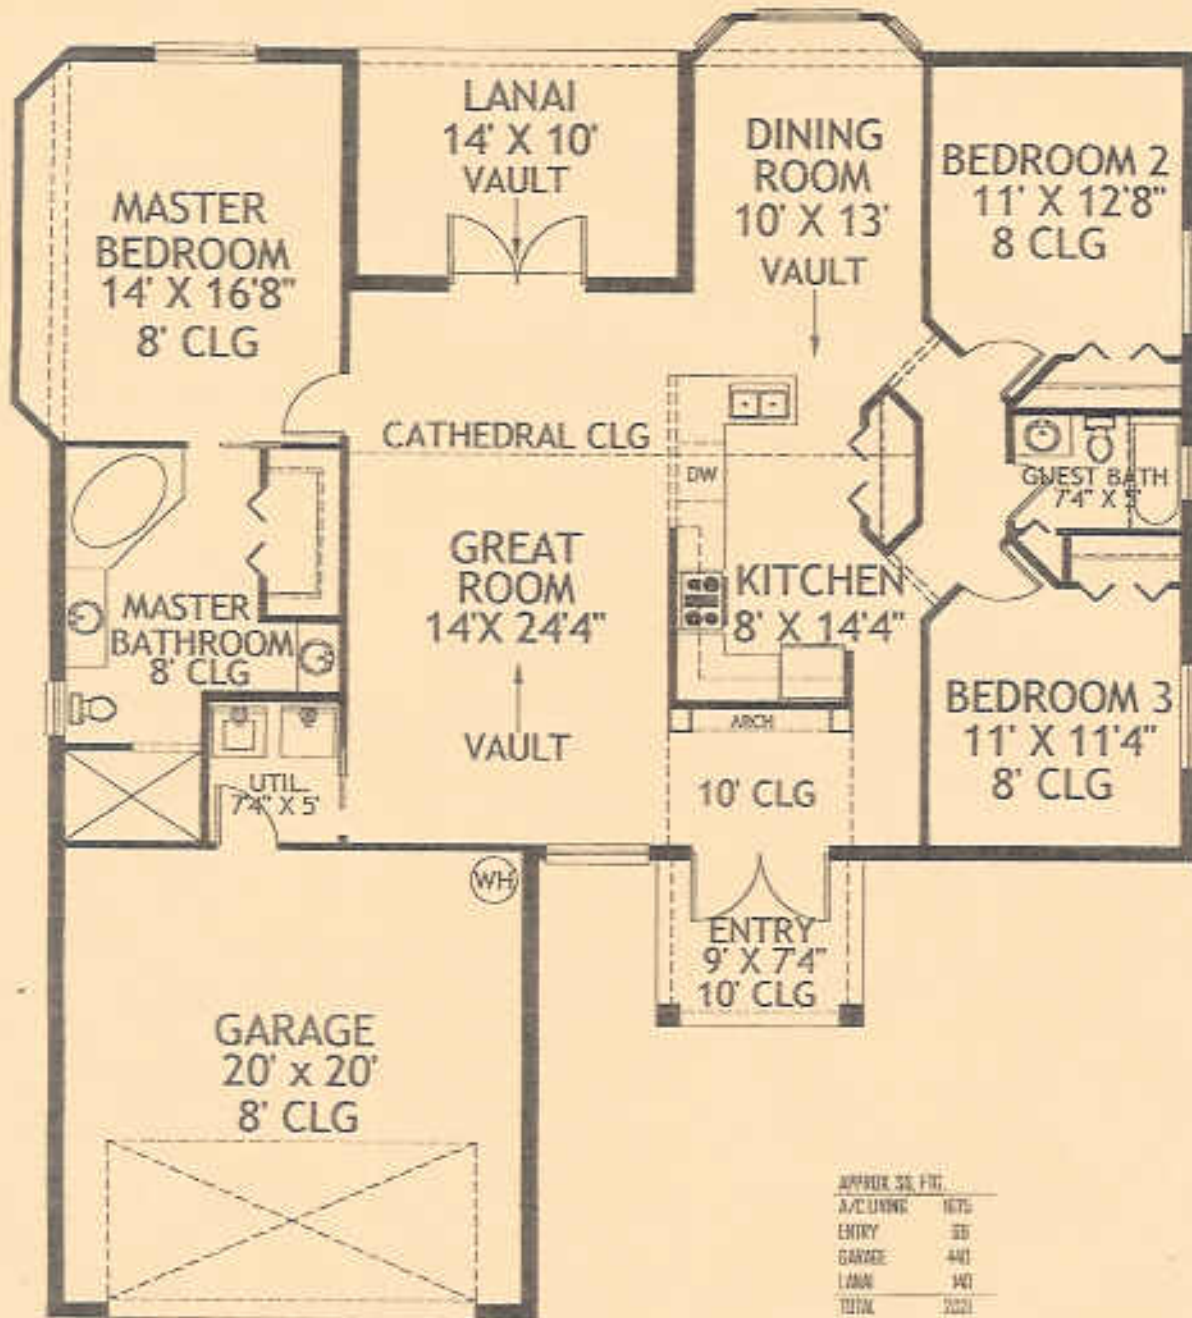 LANAI
14' X 10'
VAULT
DINING
ROOM
10' X 13'
VAULT
BEDROOM 2
11' X 12'8"
8 CLG
MASTER
BEDROOM
14' X 16'8"
8' CLG
CATHEDRAL CLG
DW
GUEST BATH
7'4" X 5'
GREAT
ROOM
14'X 24'4"
VAULT
KITCHEN
8' X 14'4"
MASTER
BATHROOM
8' CLG
BEDROOM 3
11' X 11'4"
8' CLG
ARCH
10' CLG
UTIL.
7'4" X 5'
WH
ENTRY
9' X 7'4"
10' CLG
GARAGE
20' x 20'
8' CLG
APPROX. SQ. FTG.
A/C LIVING
ENTRY
GARAGE 440
LANAI 140
TOTAL